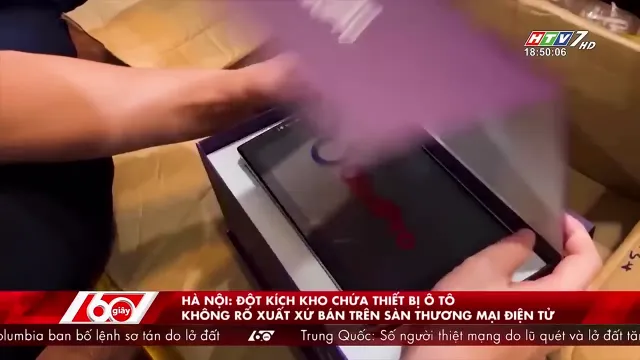 HTV7 HD
18:50:06
60 giây
HÀ NỘI: ĐỘT KÍCH KHO CHỨA THIẾT BỊ Ô TÔ
KHÔNG RÕ XUẤT XỨ BÁN TRÊN SÀN THƯƠNG MẠI ĐIỆN TỬ
olumbia ban bố lệnh sơ tán do lở đất Trung Quốc: Số người thiệt mạng do lũ quét và lở đất tă